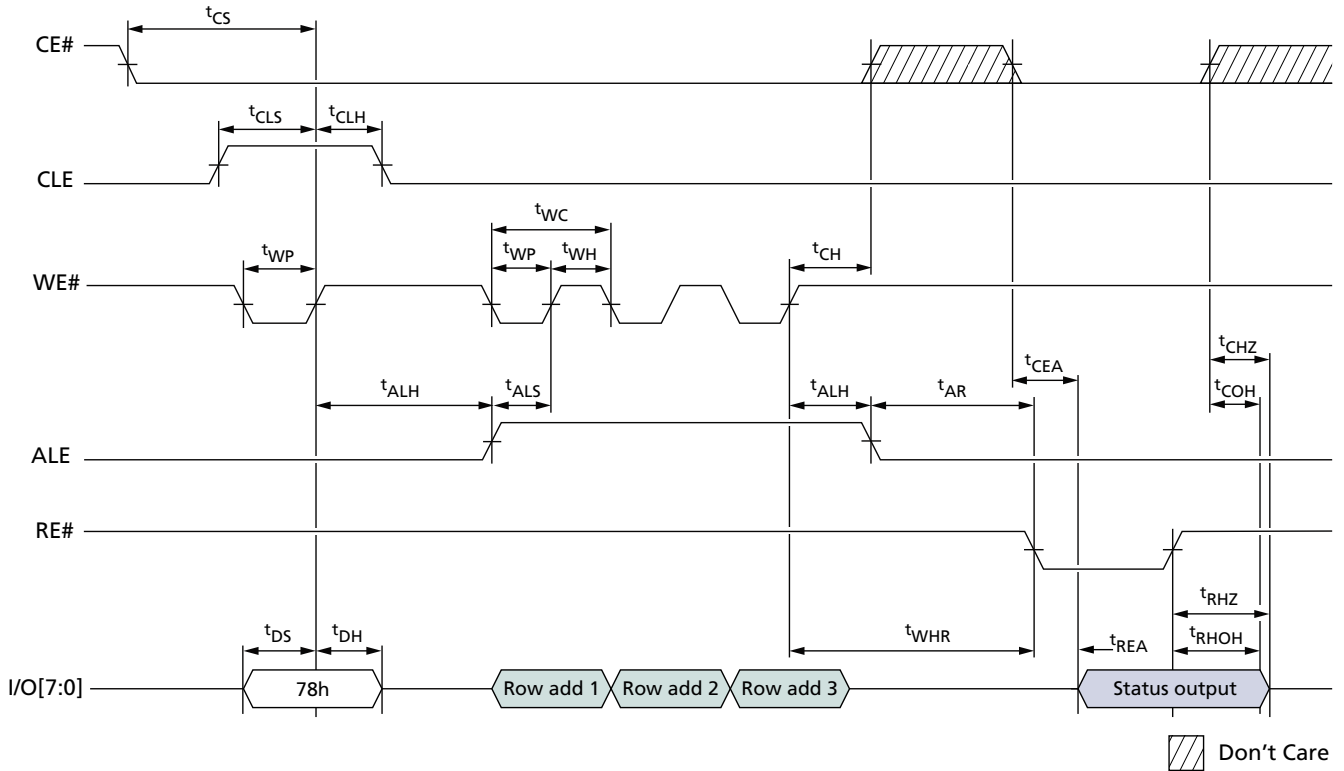 tCS
CE#
tCLS
tCLH
CLE
tWC
tWP
tWP
tWH
tCH
WE#
tCEA
tCHZ
tALH
tALS
tALH
tAR
tCOH
ALE
RE#
tRHZ
tDS
tDH
tWHR
tREA
tRHOH
I/O[7:0]
78h
Row add 1
Row add 2
Row add 3
Status output
Don't Care